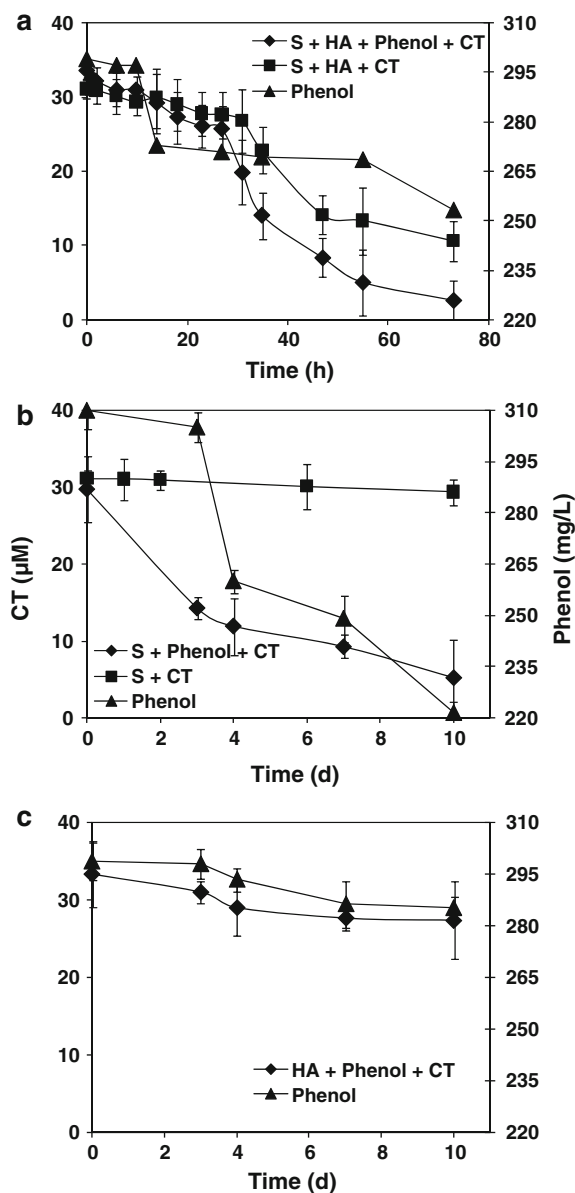 a
40
30
20
10
0
310
295
280
265
250
235
220
S + HA + Phenol + CT
S + HA + CT
Phenol
0 20 40 60 80
Time (h)
b
40
30
20
10
0
310
290
280
265
250
235
220
CT (µM)
Phenol (mg/L)
S + Phenol + CT
S + CT
Phenol
0 2 4 6 8 10
Time (d)
c
40
30
20
10
0
310
295
280
265
250
235
220
HA + Phenol + CT
Phenol
0 2 4 6 8 10
Time (d)